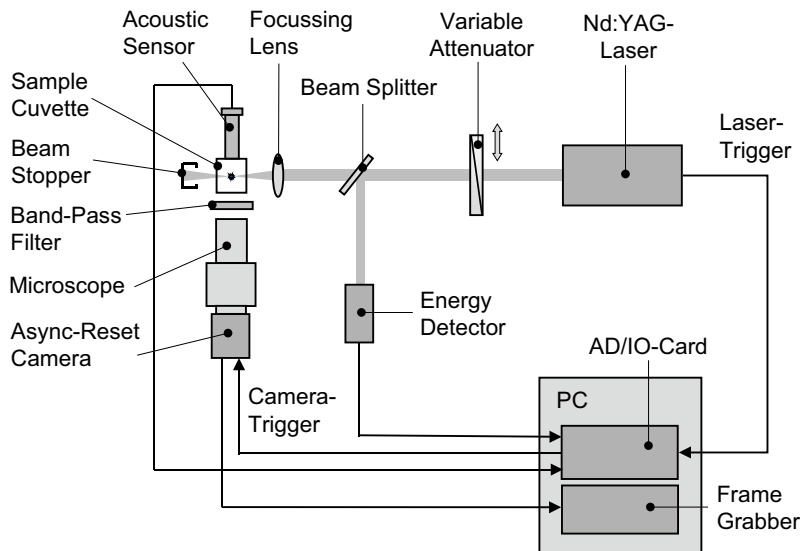 Acoustic
Sensor
Focussing
Lens
Variable
Attenuator
Nd:YAG-
Laser
Sample
Cuvette
Beam Splitter
Laser-
Trigger
Beam
Stopper
Band-Pass
Filter
Microscope
Energy
Detector
Async-Reset
Camera
AD/IO-Card
Camera-
Trigger
PC
Frame
Grabber